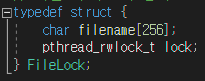 typedef struct {
char filename[256];
pthread_rwlock_t lock;
} FileLock;